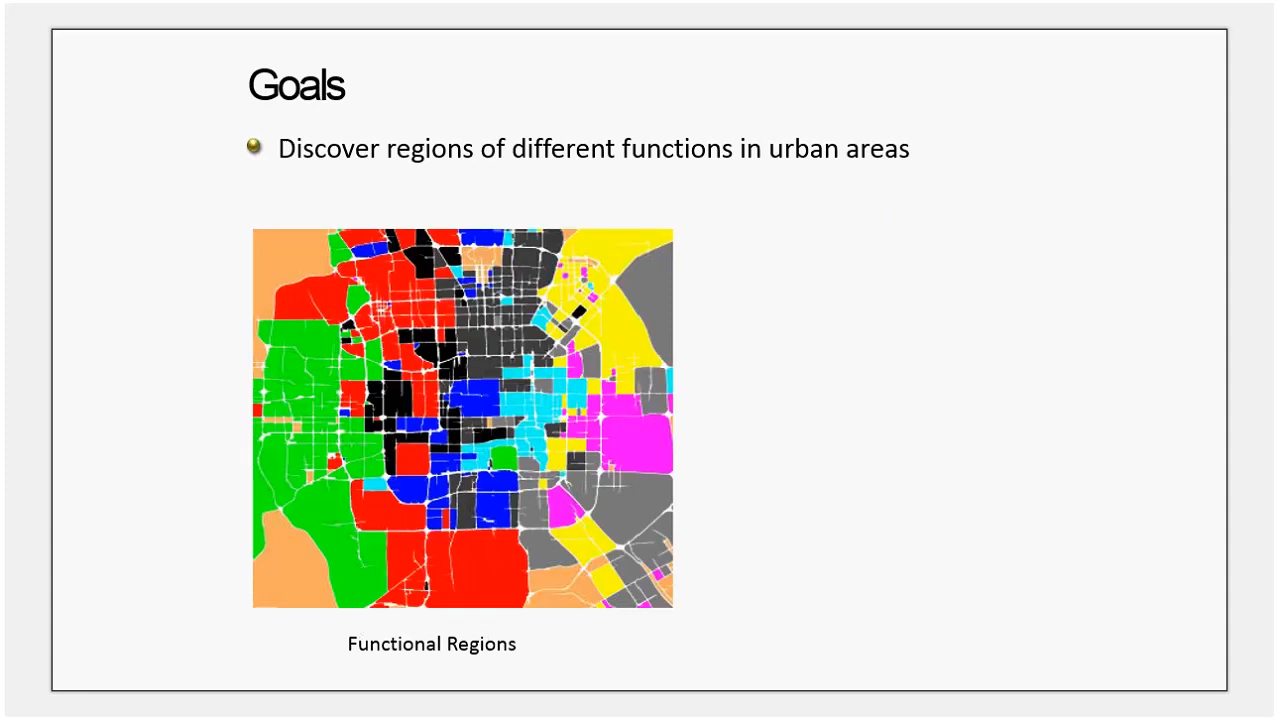 Goals
Discover regions of different functions in urban areas
Functional Regions